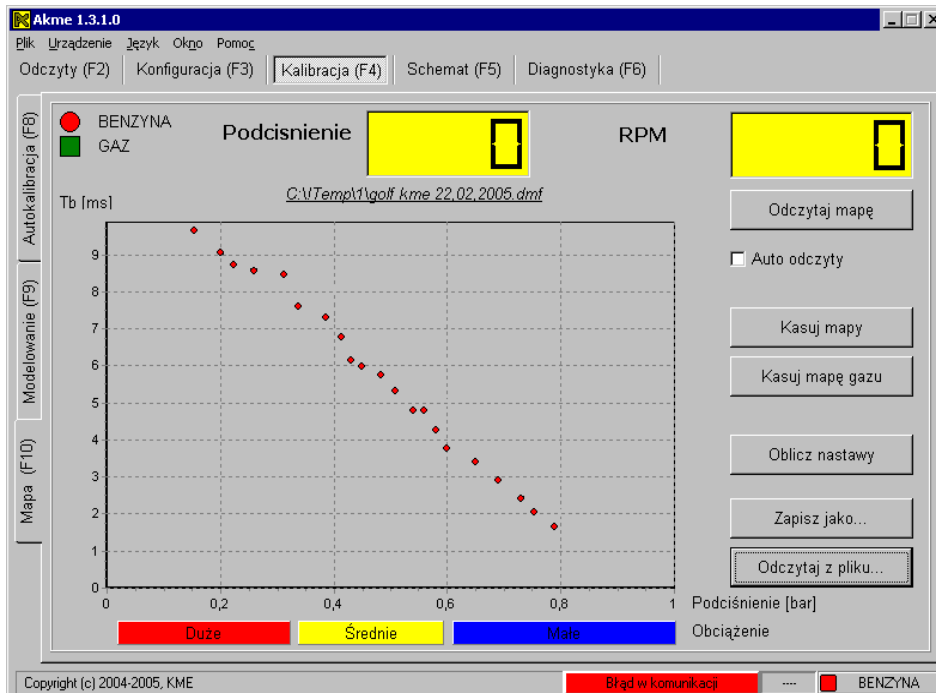 Akme 1.3.1.0
Plik Urządzenie Język Okno Pomoc
Odczyty (F2) Konfiguracja (F3) Kalibracja (F4) Schemat (F5) Diagnostyka (F6)
Autokalibracja (F8)
Modelowanie (F9)
Mapa (F10)
BENZYNA
GAZ
Podcisnienie 0
RPM 0
C:\!Temp\1\golf kme 22,02,2005.dmf
Tb [ms]
9
8
7
6
5
4
3
2
1
0
0 0,2 0,4 0,6 0,8 1
Podciśnienie [bar]
Duże Średnie Małe
Obciążenie
Odczytaj mapę
Auto odczyty
Kasuj mapy
Kasuj mapę gazu
Oblicz nastawy
Zapisz jako...
Odczytaj z pliku...
Copyright (c) 2004-2005, KME Błąd w komunikacji ---- BENZYNA